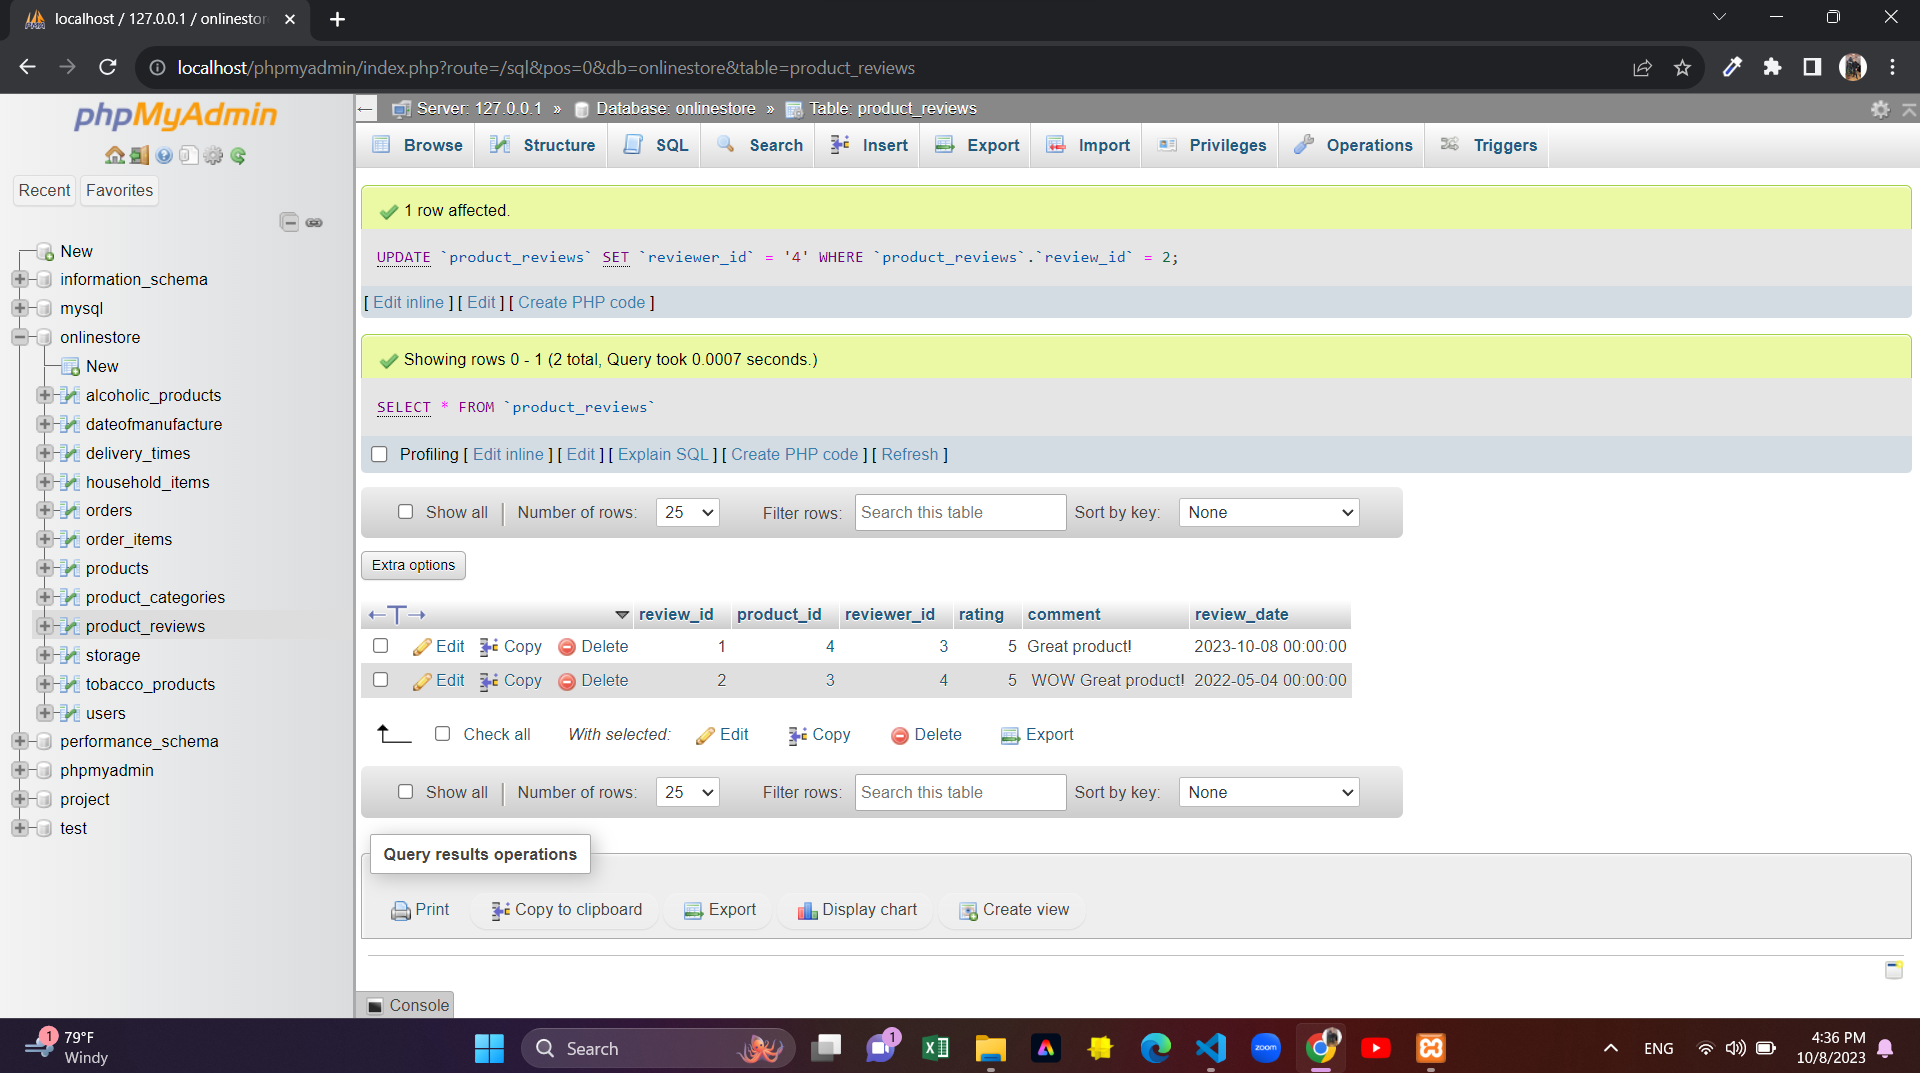 localhost / 127.0.0.1 / onlinestor
localhost/phpmyadmin/index.php?route=/sql&pos=0&db=onlinestore&table=product_reviews
phpMyAdmin
Recent Favorites
New
information_schema
mysql
onlinestore
New
alcoholic_products
dateofmanufacture
delivery_times
household_items
orders
order_items
products
product_categories
product_reviews
storage
tobacco_products
users
performance_schema
phpmyadmin
project
test
Server: 127.0.0.1 » Database: onlinestore » Table: product_reviews
Browse Structure SQL Search Insert Export Import Privileges Operations Triggers
1 row affected.
UPDATE `product_reviews` SET `reviewer_id` = '4' WHERE `product_reviews`.`review_id` = 2;
[ Edit inline ] [ Edit ] [ Create PHP code ]
Showing rows 0 - 1 (2 total, Query took 0.0007 seconds.)
SELECT * FROM `product_reviews`
Profiling [ Edit inline ] [ Edit ] [ Explain SQL ] [ Create PHP code ] [ Refresh ]
Show all | Number of rows: 25 Filter rows: Search this table Sort by key: None
Extra options
←T→ review_id product_id reviewer_id rating comment review_date
Edit Copy Delete 1 4 3 5 Great product! 2023-10-08 00:00:00
Edit Copy Delete 2 3 4 5 WOW Great product! 2022-05-04 00:00:00
Check all With selected: Edit Copy Delete Export
Show all | Number of rows: 25 Filter rows: Search this table Sort by key: None
Query results operations
Print Copy to clipboard Export Display chart Create view
Console
1 79°F
Windy
Search
1
zoom
ENG
4:36 PM
10/8/2023